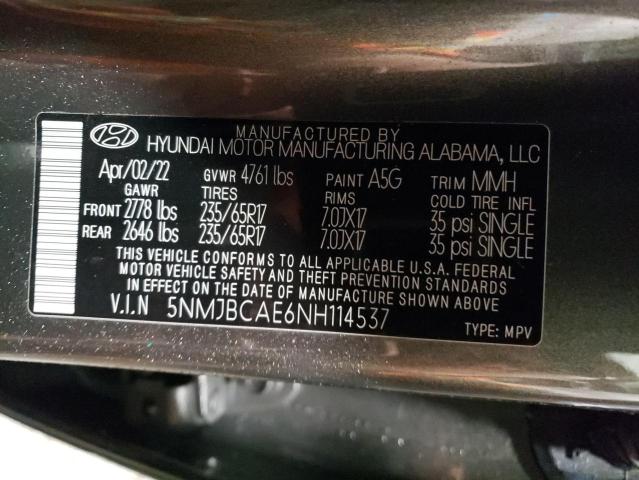 MANUFACTURED BY
HYUNDAI MOTOR MANUFACTURING ALABAMA, LLC
Apr/02/22 GVWR 4761 lbs PAINT A5G TRIM MMH
GAWR TIRES RIMS COLD TIRE INFL
FRONT 2778 lbs 235/65R17 7.0JX17 35 psi SINGLE
REAR 2646 lbs 235/65R17 7.0JX17 35 psi SINGLE
THIS VEHICLE CONFORMS TO ALL APPLICABLE U.S.A. FEDERAL
MOTOR VEHICLE SAFETY AND THEFT PREVENTION STANDARDS
IN EFFECT ON THE DATE OF MANUFACTURE SHOWN ABOVE.
V.I.N 5NMJBCAE6NH114537
TYPE: MPV